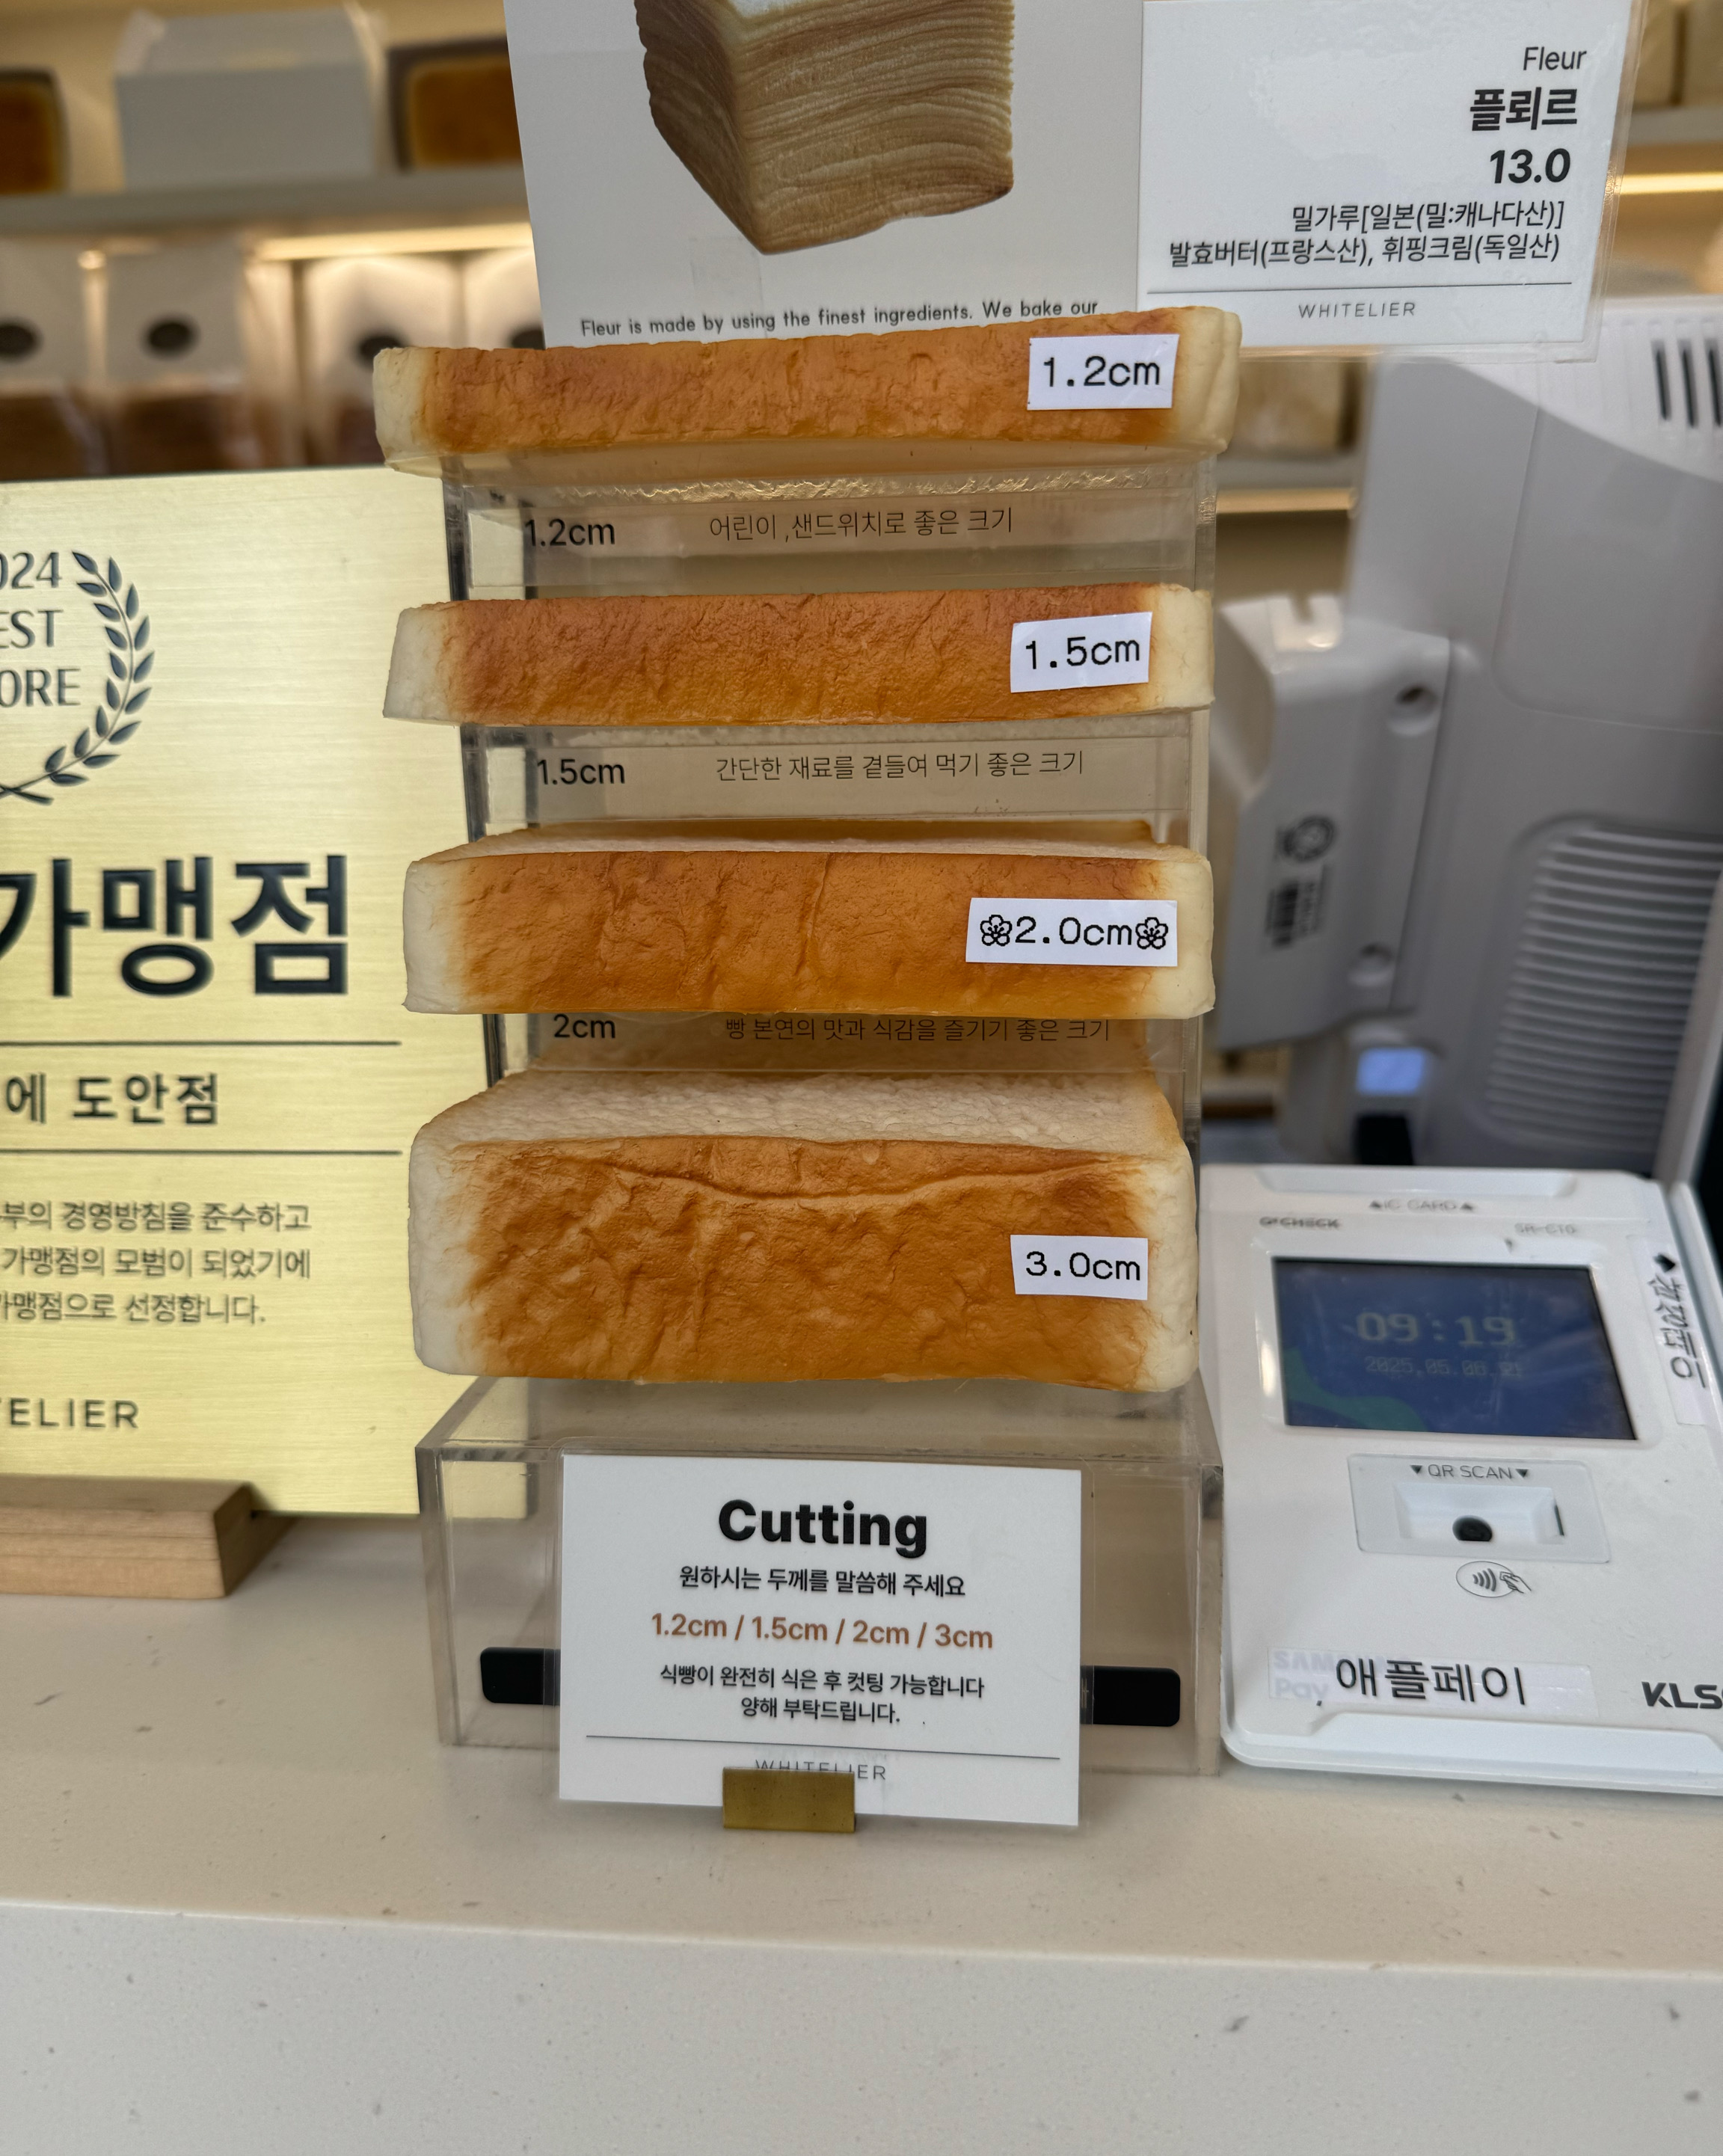 Fleur
플뢰르
13.0
밀가루[일본(밀:캐나다산)]
발효버터(프랑스산), 휘핑크림(독일산)
WHITELIER
Fleur is made by using the finest ingredients. We bake our
1.2cm
1.2cm 어린이 ,샌드위치로 좋은 크기
1.5cm
1.5cm 간단한 재료를 곁들여 먹기 좋은 크기
2.0cm
2cm 빵 본연의 맛과 식감을 즐기기 좋은 크기
3.0cm
024
EST
ORE
가맹점
에 도안점
부의 경영방침을 준수하고
가맹점의 모범이 되었기에
가맹점으로 선정합니다.
TELIER
Cutting
원하시는 두께를 말씀해 주세요
1.2cm / 1.5cm / 2cm / 3cm
식빵이 완전히 식은 후 컷팅 가능합니다
양해 부탁드립니다.
WHITELIER
▲IC CARD▲
09:19
▼QR SCAN▼
애플페이